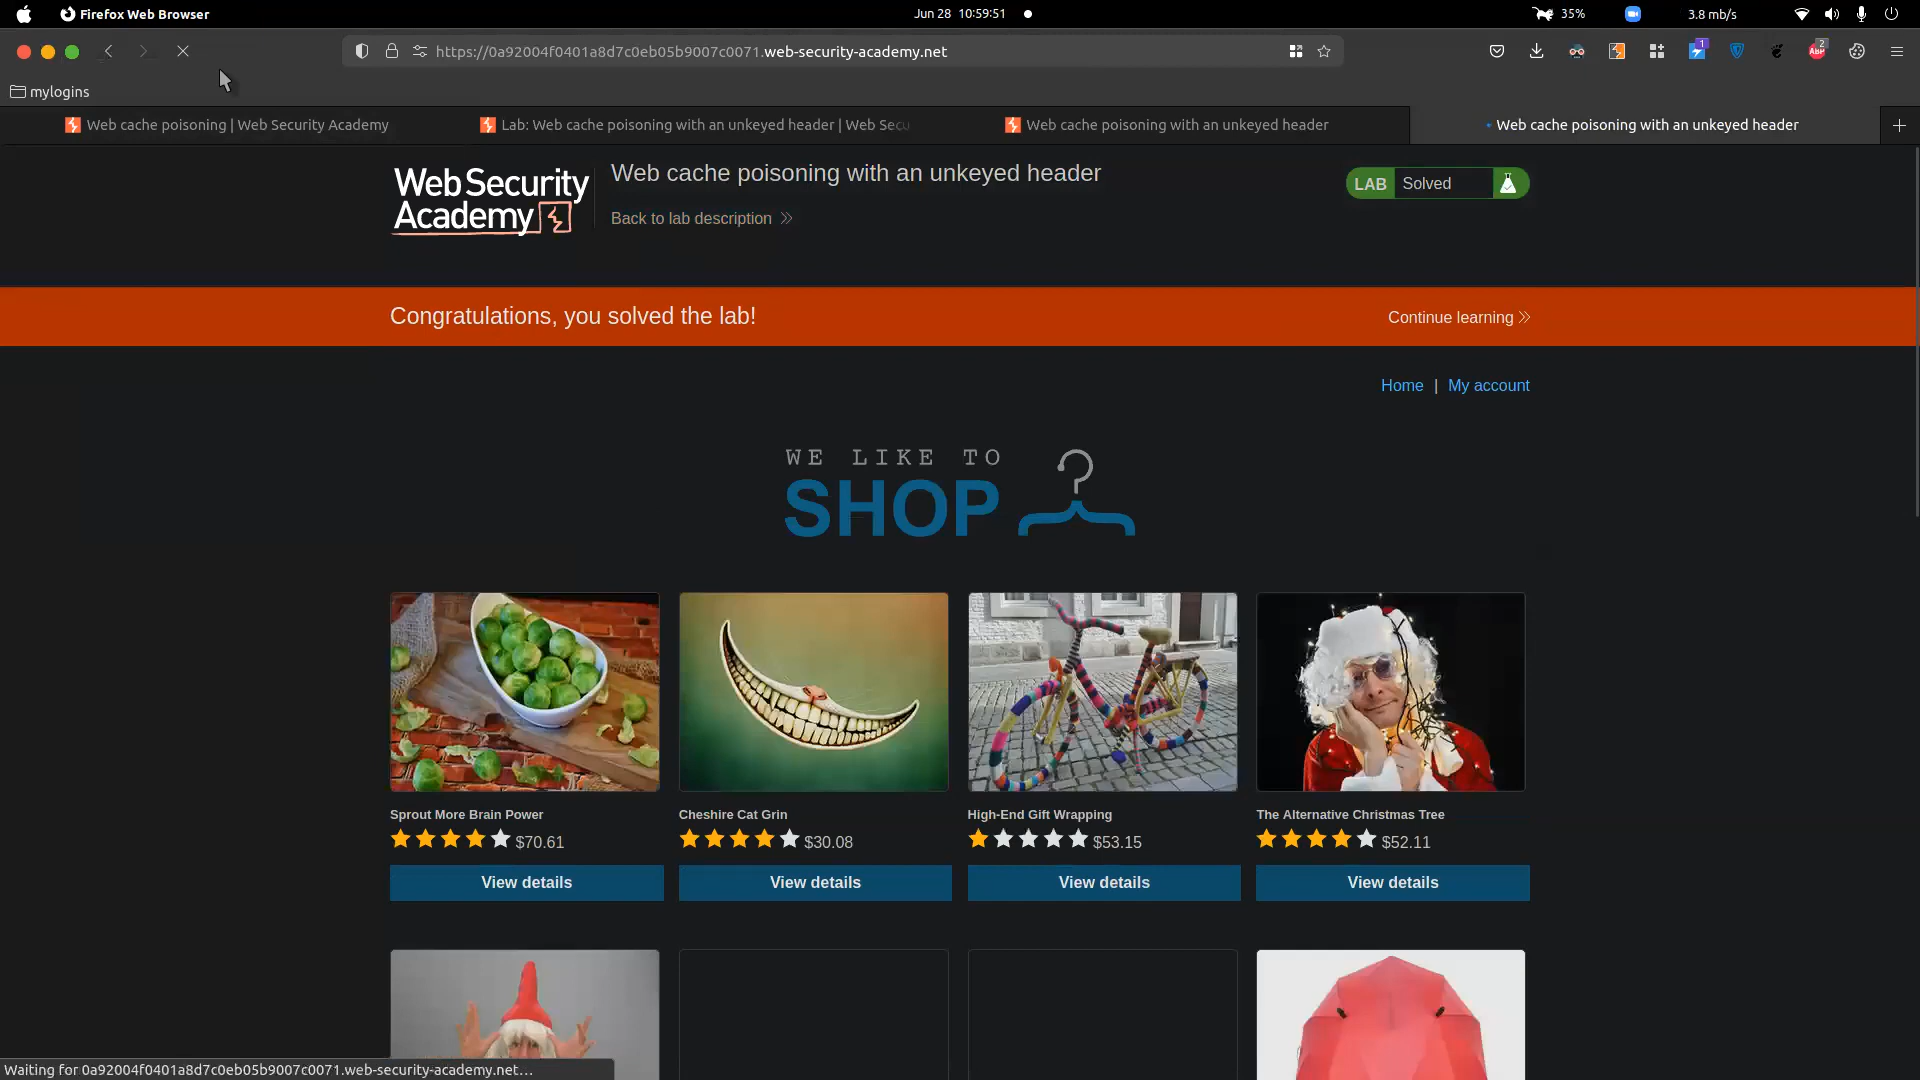 Firefox Web Browser
Jun 28 10:59:51
35%
3.8 mb/s
https://0a92004f0401a8d7c0eb05b9007c0071.web-security-academy.net
1
ABP
2
mylogins
Web cache poisoning | Web Security Academy
Lab: Web cache poisoning with an unkeyed header | Web Secu
Web cache poisoning with an unkeyed header
Web cache poisoning with an unkeyed header
Web Security
Academy
Web cache poisoning with an unkeyed header
Back to lab description
LAB
Solved
Congratulations, you solved the lab!
Continue learning
Home | My account
WE LIKE TO
SHOP
Sprout More Brain Power
$70.61
View details
Cheshire Cat Grin
$30.08
View details
High-End Gift Wrapping
$53.15
View details
The Alternative Christmas Tree
$52.11
View details
Waiting for 0a92004f0401a8d7c0eb05b9007c0071.web-security-academy.net...